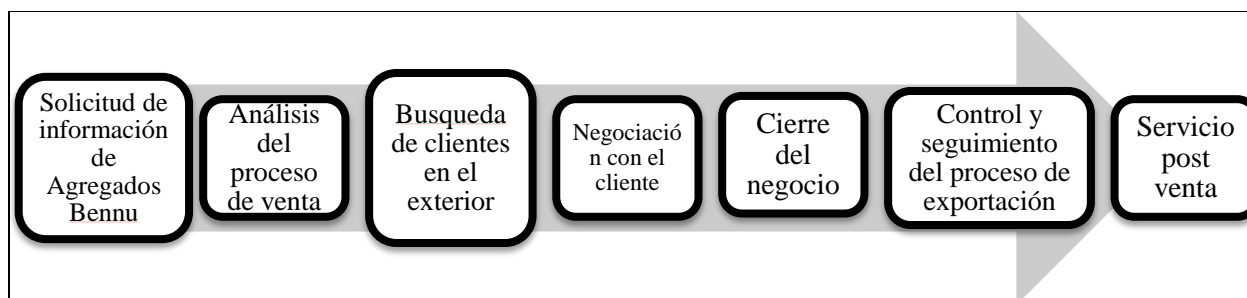 Solicitud de
información
de
Agregados
Bennu
Análisis
del
proceso
de venta
Busqueda
de clientes
en el
exterior
Negociació
n con el
cliente
Cierre
del
negocio
Control y
seguimiento
del proceso de
exportación
Servicio
post
venta